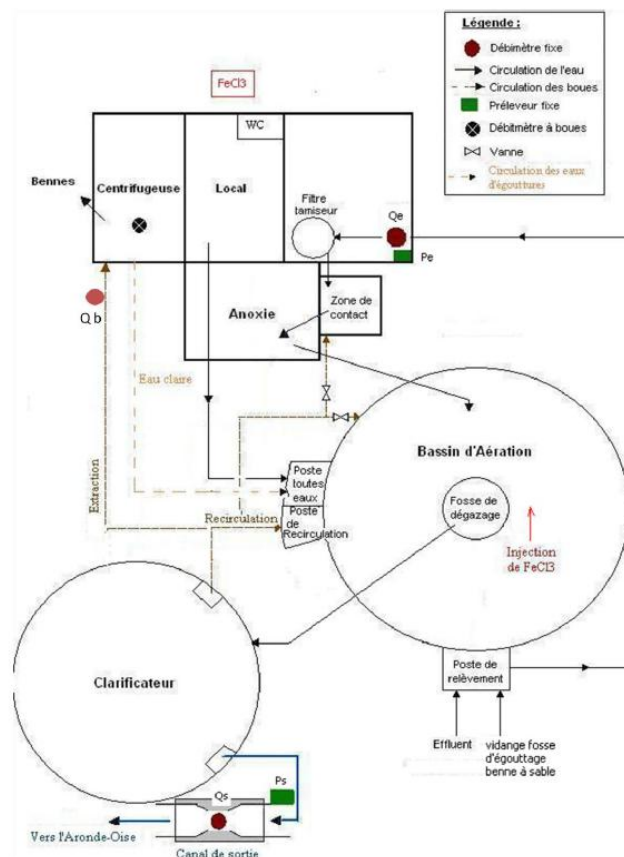 Légende :
Débimètre fixe
Circulation de l'eau
Circulation des boues
Préleveur fixe
Débitmètre à boues
Vanne
Circulation des eaux
d'égouttures
FeCl3
WC
Bennes
Centrifugeuse
Local
Filtre
tamiseur
Qe
Pe
Q b
Anoxie
Zone de
contact
Eau claire
Extraction
Bassin d'Aération
Poste
toutes
eaux
Poste
de
Recirculation
Recirculation
Fosse de
dégazage
Injection
de FeCl3
Clarificateur
Poste de
relèvement
Effluent
vidange fosse
d'égouttage
benne à sable
Qs
Ps
Vers l'Aronde-Oise
Canal de sortie